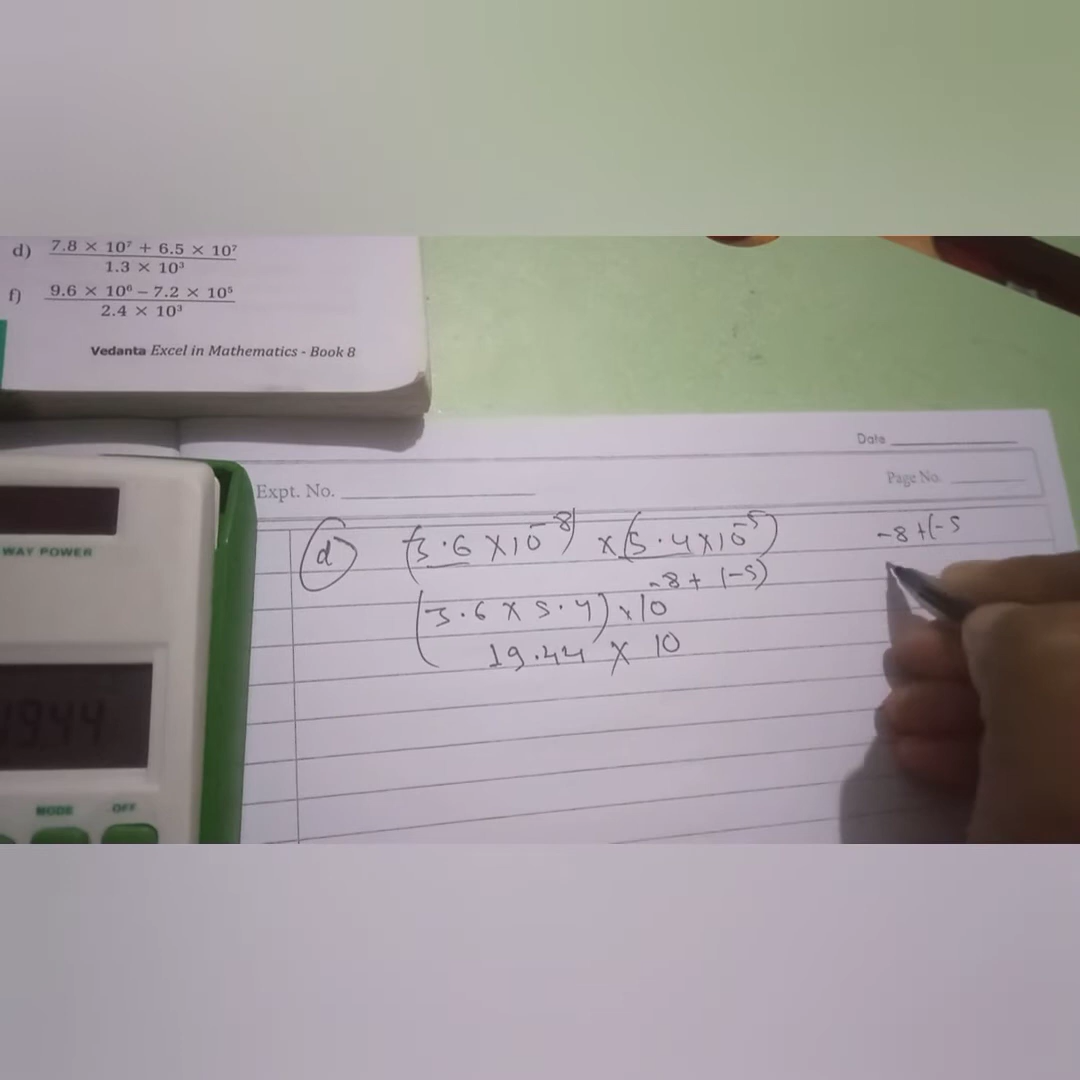 d) 7.8 × 10⁷ + 6.5 × 10⁷
1.3 × 10³
f) 9.6 × 10⁶ – 7.2 × 10⁵
2.4 × 10³
Vedanta Excel in Mathematics - Book 8
Date
Page No.
Expt. No.
WAY POWER
19.44
MODE OFF
d (3.6 X 10⁻⁸) x (5.4 x 10⁻⁵)
(3.6 X 5.4) x 10⁻⁸ ⁺ ⁽⁻⁵⁾
( 19.44 X 10
-8 + (-5